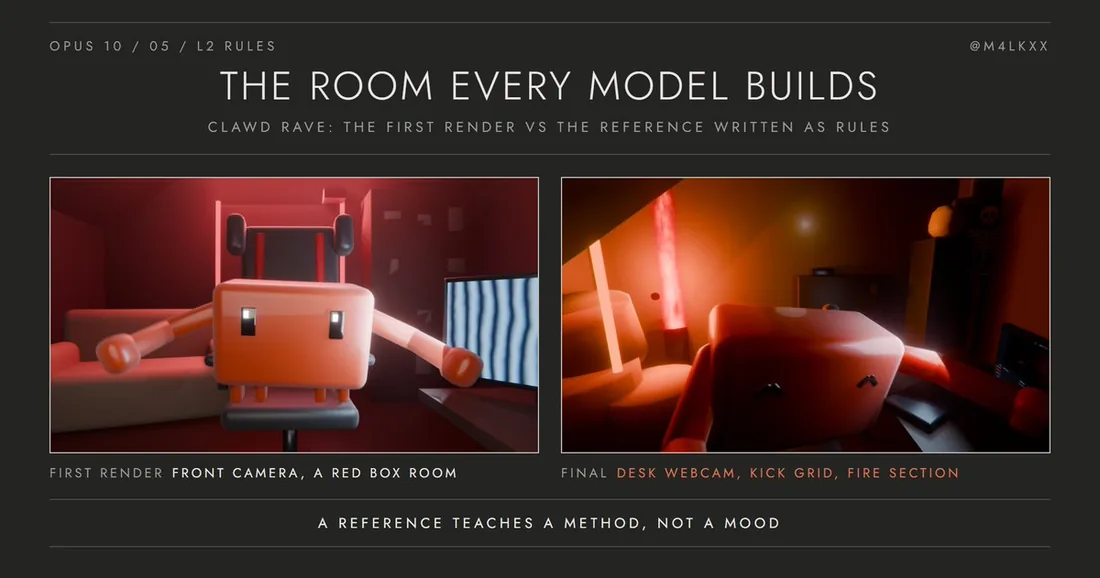 OPUS 10 / 05 / L2 RULES
@M4LKXX
THE ROOM EVERY MODEL BUILDS
CLAWD RAVE: THE FIRST RENDER VS THE REFERENCE WRITTEN AS RULES
FIRST RENDER FRONT CAMERA, A RED BOX ROOM
FINAL DESK WEBCAM, KICK GRID, FIRE SECTION
A REFERENCE TEACHES A METHOD, NOT A MOOD